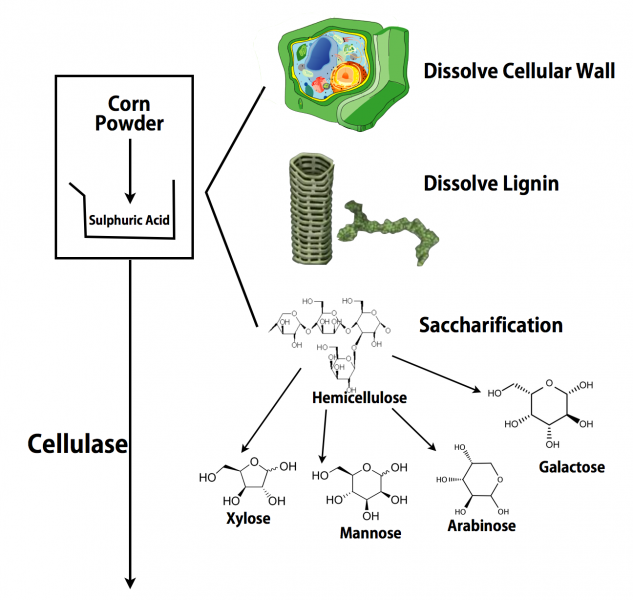 Corn
Powder
Sulphuric Acid
Dissolve Cellular Wall
Dissolve Lignin
Saccharification
HO
HO
OH
OH
OH
OH
OH
HO
O
O
O
O
O
O
O
OH
OH
OH
Hemicellulose
Cellulase
HO
O
OH
HO
OH
Xylose
HO
O
OH
HO
OH
OH
Mannose
HO
HO
O
HO
OH
Arabinose
HO
O
OH
HO
OH
OH
Galactose